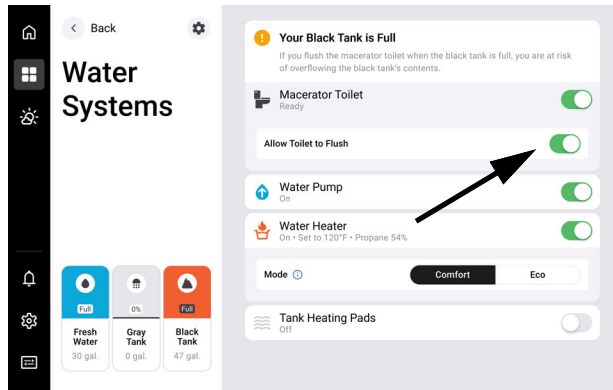 Back
Water
Systems
Full
0%
Full
Fresh
Water
30 gal.
Gray
Tank
0 gal.
Black
Tank
47 gal.
Your Black Tank is Full
If you flush the macerator toilet when the black tank is full, you are at risk
of overflowing the black tank's contents.
Macerator Toilet
Ready
Allow Toilet to Flush
Water Pump
On
Water Heater
On • Set to 120°F • Propane 54%
Mode
Comfort
Eco
Tank Heating Pads
Off